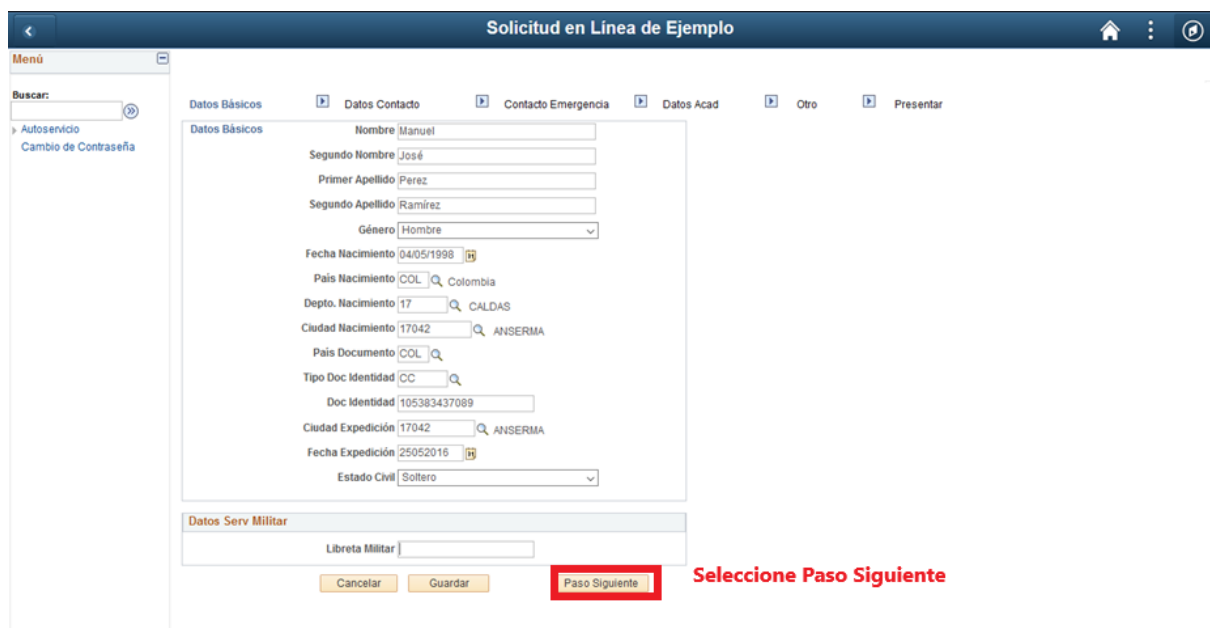 Solicitud en Línea de Ejemplo
Menú
Buscar:
Autoservicio
Cambio de Contraseña
Datos Bàsicos Datos Contacto Contacto Emergencia Datos Acad Otro Presentar
Datos Bàsicos
Nombre Manuel
Segundo Nombre José
Primer Apellido Perez
Segundo Apellido Ramírez
Género Hombre
Fecha Nacimiento 04/05/1998
País Nacimiento COL Colombia
Depto. Nacimiento 17 CALDAS
Ciudad Nacimiento 17042 ANSERMA
País Documento COL
Tipo Doc Identidad CC
Doc Identidad 105383437089
Ciudad Expedición 17042 ANSERMA
Fecha Expedición 25052016
Estado Civil Soltero
Datos Serv Militar
Libreta Militar
Cancelar Guardar Paso Siguiente Seleccione Paso Siguiente